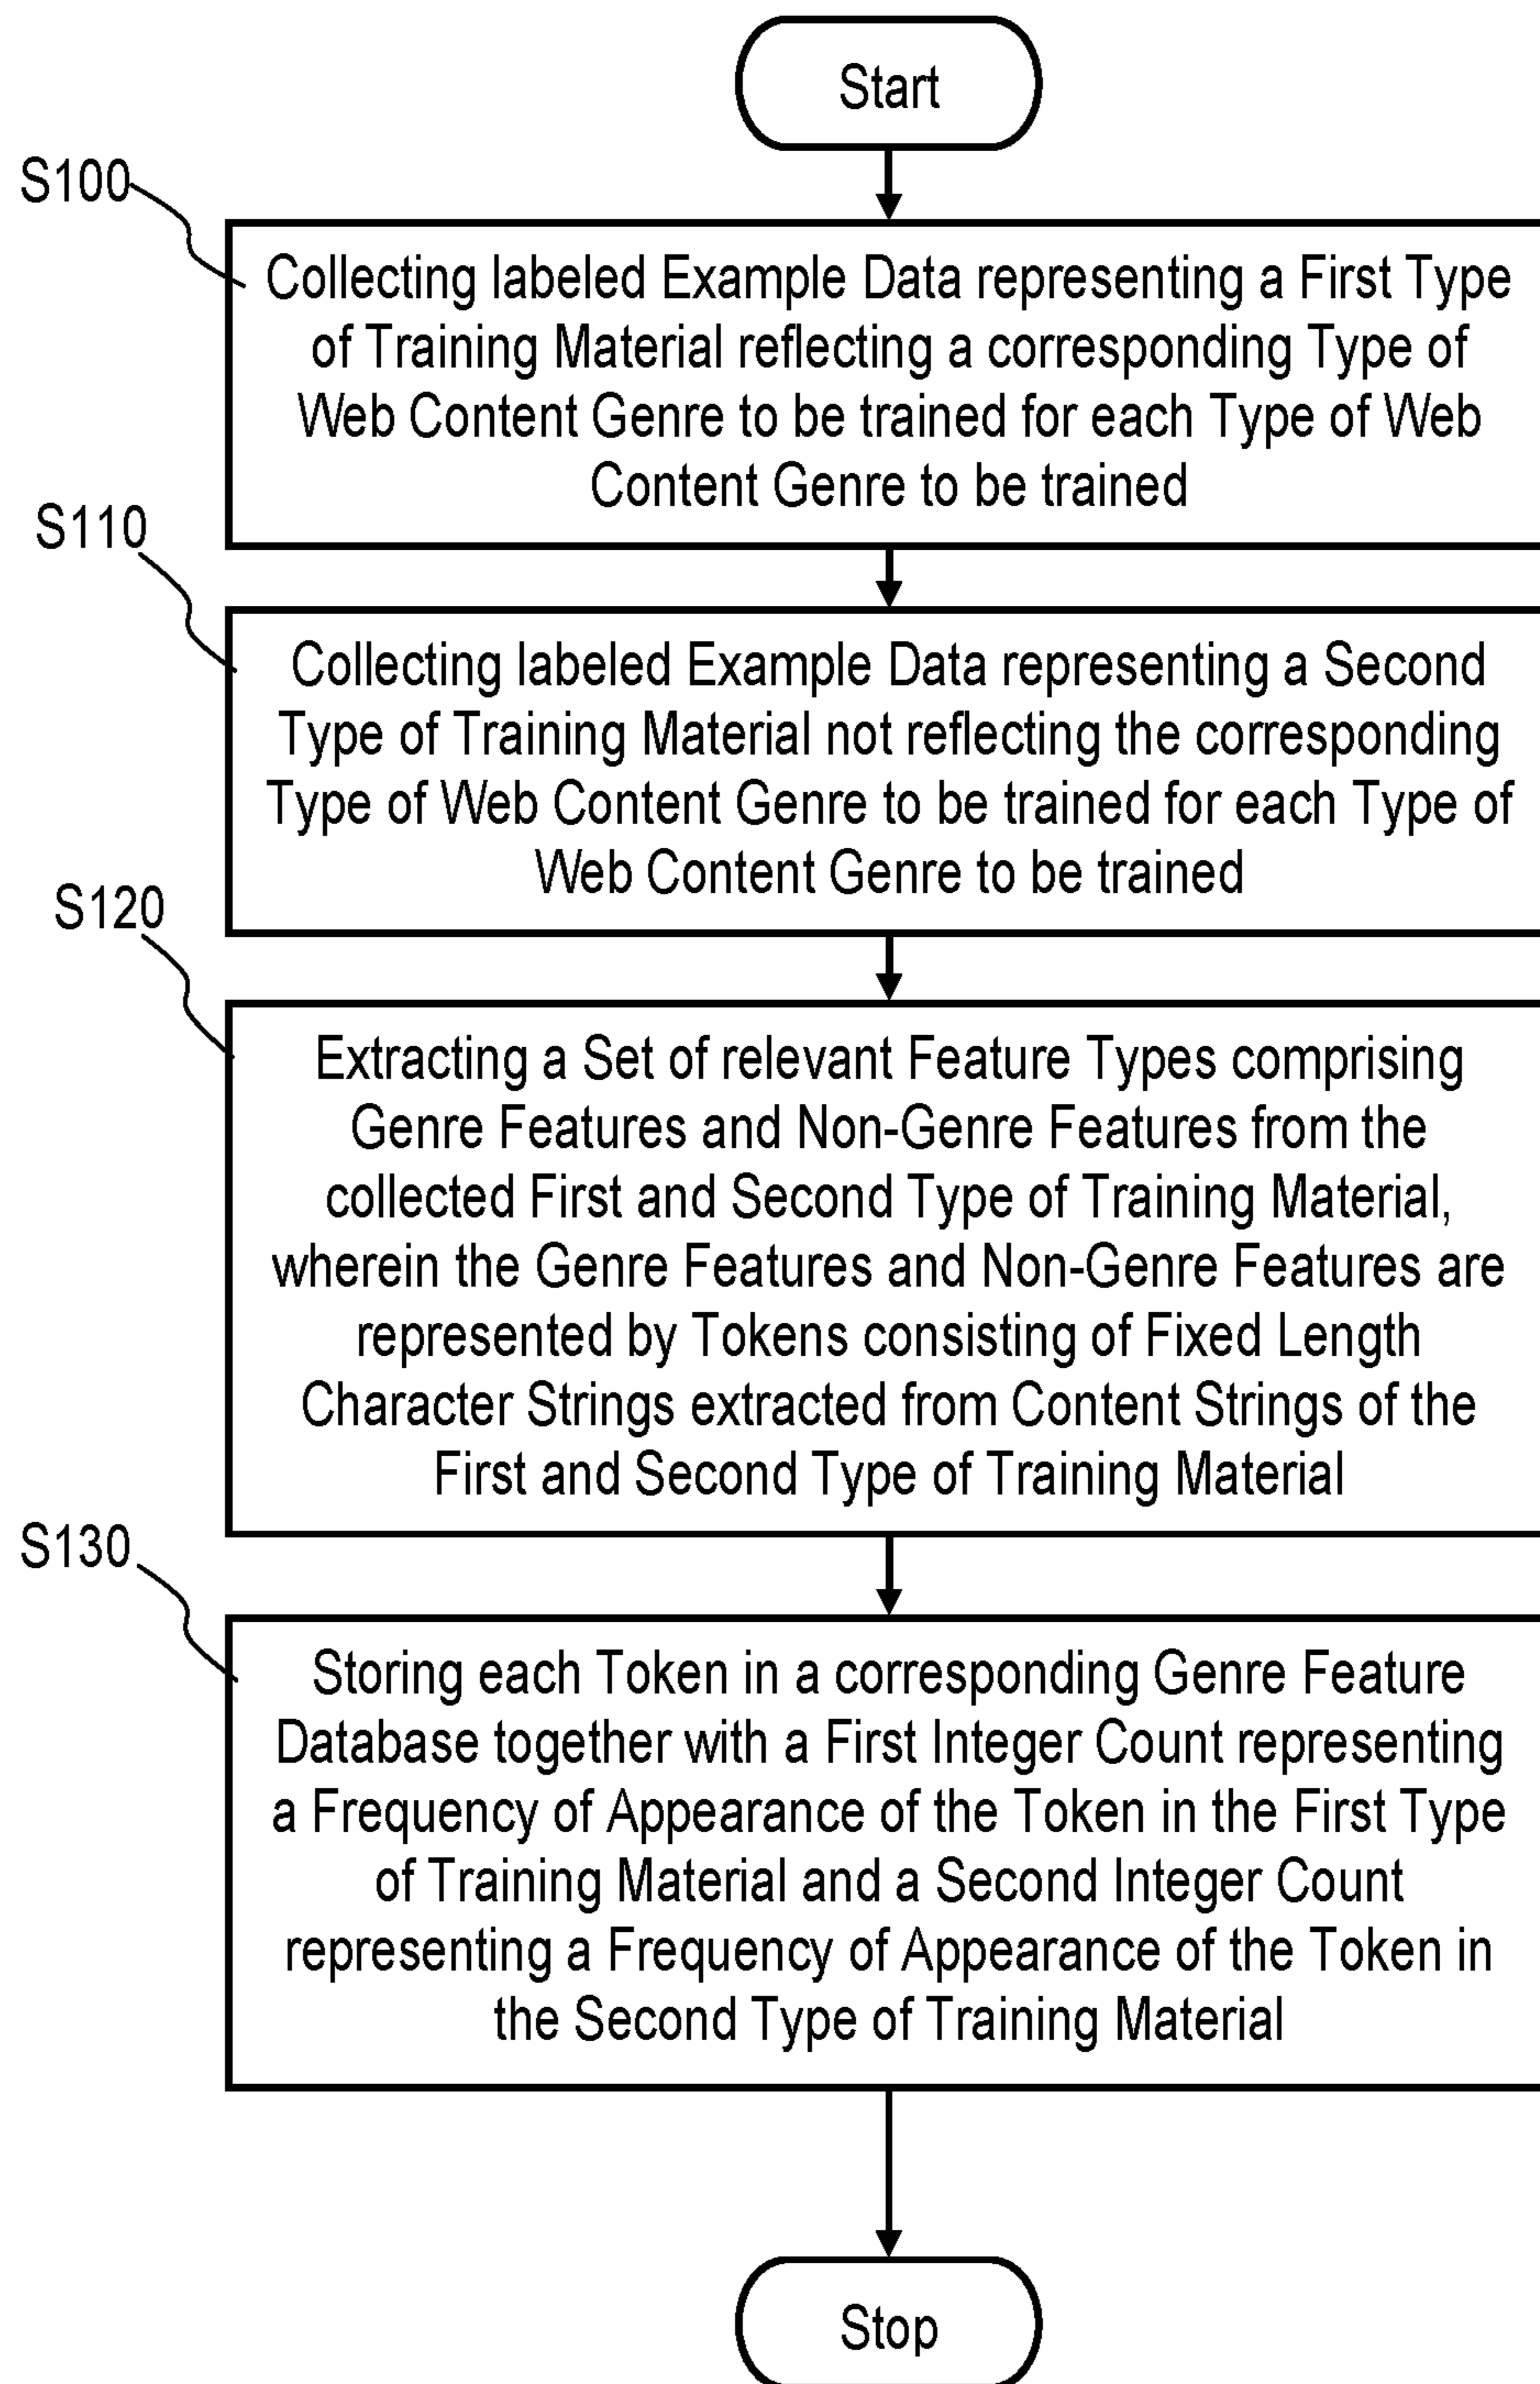 Start
S100
Collecting labeled Example Data representing a First Type
of Training Material reflecting a corresponding Type of
Web Content Genre to be trained for each Type of Web
Content Genre to be trained
S110
Collecting labeled Example Data representing a Second
Type of Training Material not reflecting the corresponding
Type of Web Content Genre to be trained for each Type of
Web Content Genre to be trained
S120
Extracting a Set of relevant Feature Types comprising
Genre Features and Non-Genre Features from the
collected First and Second Type of Training Material,
wherein the Genre Features and Non-Genre Features are
represented by Tokens consisting of Fixed Length
Character Strings extracted from Content Strings of the
First and Second Type of Training Material
S130
Storing each Token in a corresponding Genre Feature
Database together with a First Integer Count representing
a Frequency of Appearance of the Token in the First Type
of Training Material and a Second Integer Count
representing a Frequency of Appearance of the Token in
the Second Type of Training Material
Stop